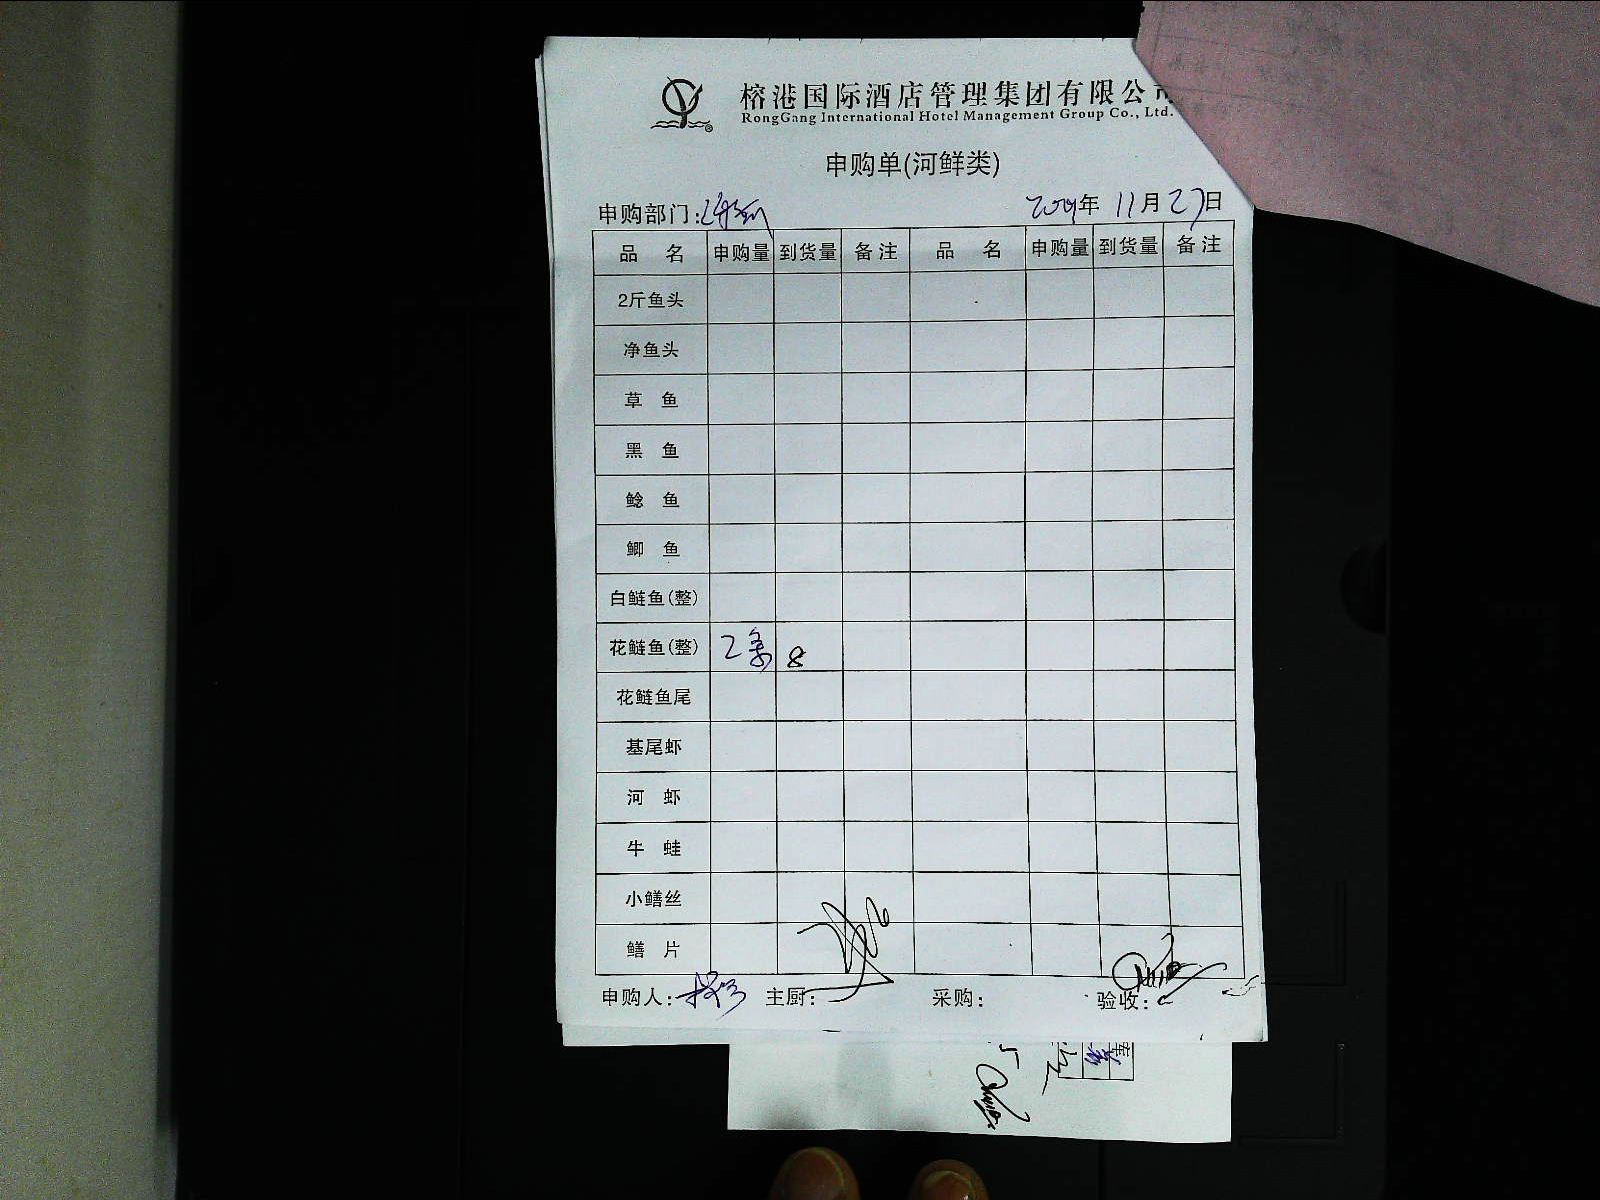 榕港国际酒店管理集团有限公
RongGang International Hotel Management Group Co., Ltd.
申购单(河鲜类)
申购部门: 年 11月27日
品 名 申购量 到货量 备注 品 名 申购量 到货量 备注
2斤鱼头
净鱼头
草 鱼
黑 鱼
鲶 鱼
鲫 鱼
白鲢鱼(整)
花鲢鱼(整) 2条 8
花鲢鱼尾
基尾虾
河 虾
牛 蛙
小鳝丝
鳝 片
申购人: 主厨: 采购: 验收: